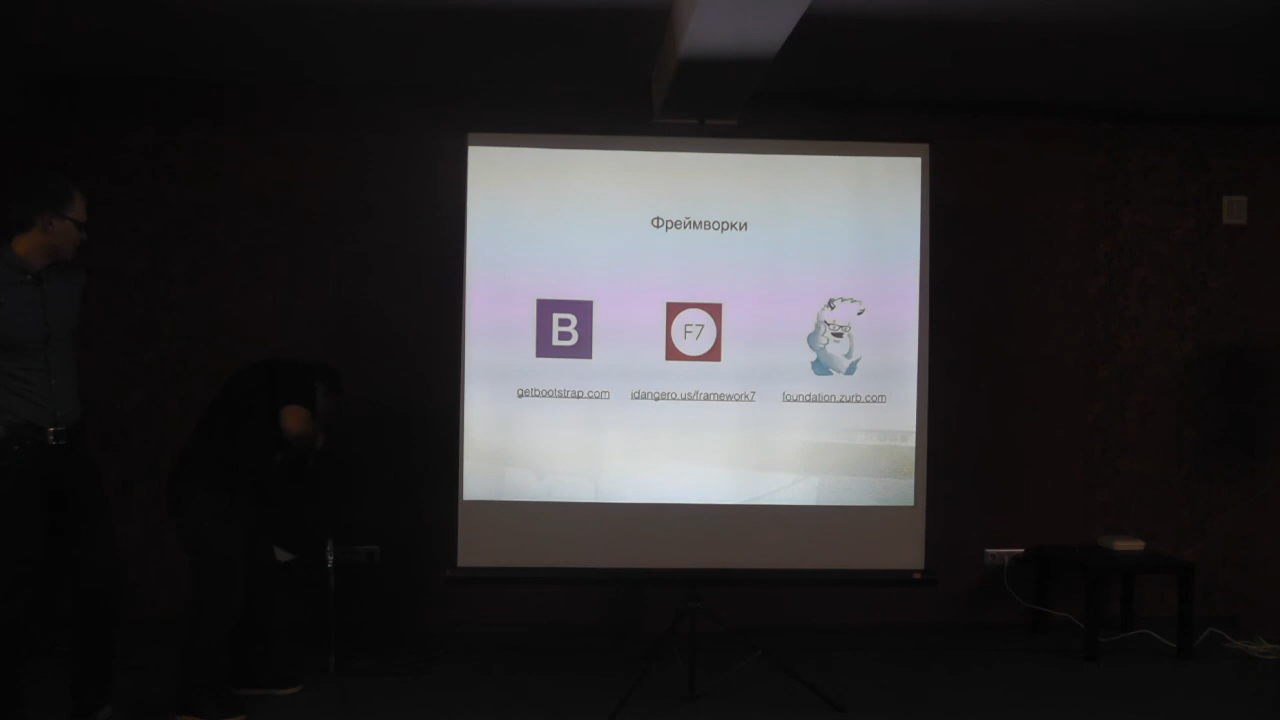 Фреймворки
B
F7
getbootstrap.com
idangero.us/framework7
foundation.zurb.com